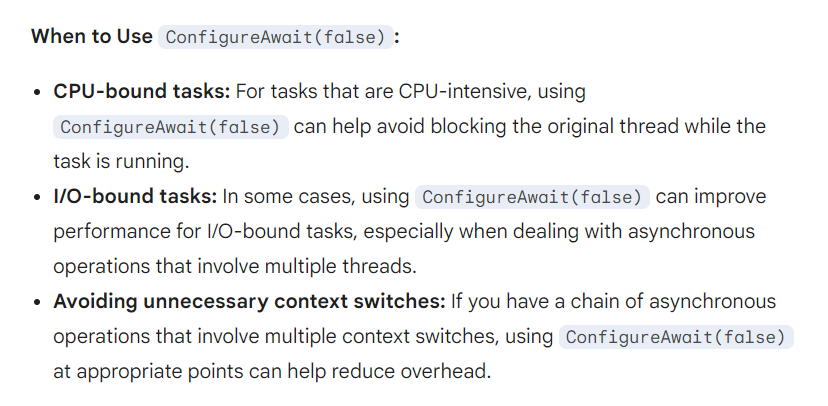 When to Use ConfigureAwait(false) :
• CPU-bound tasks: For tasks that are CPU-intensive, using
ConfigureAwait(false) can help avoid blocking the original thread while the
task is running.
• I/O-bound tasks: In some cases, using ConfigureAwait(false) can improve
performance for I/O-bound tasks, especially when dealing with asynchronous
operations that involve multiple threads.
• Avoiding unnecessary context switches: If you have a chain of asynchronous
operations that involve multiple context switches, using ConfigureAwait(false)
at appropriate points can help reduce overhead.